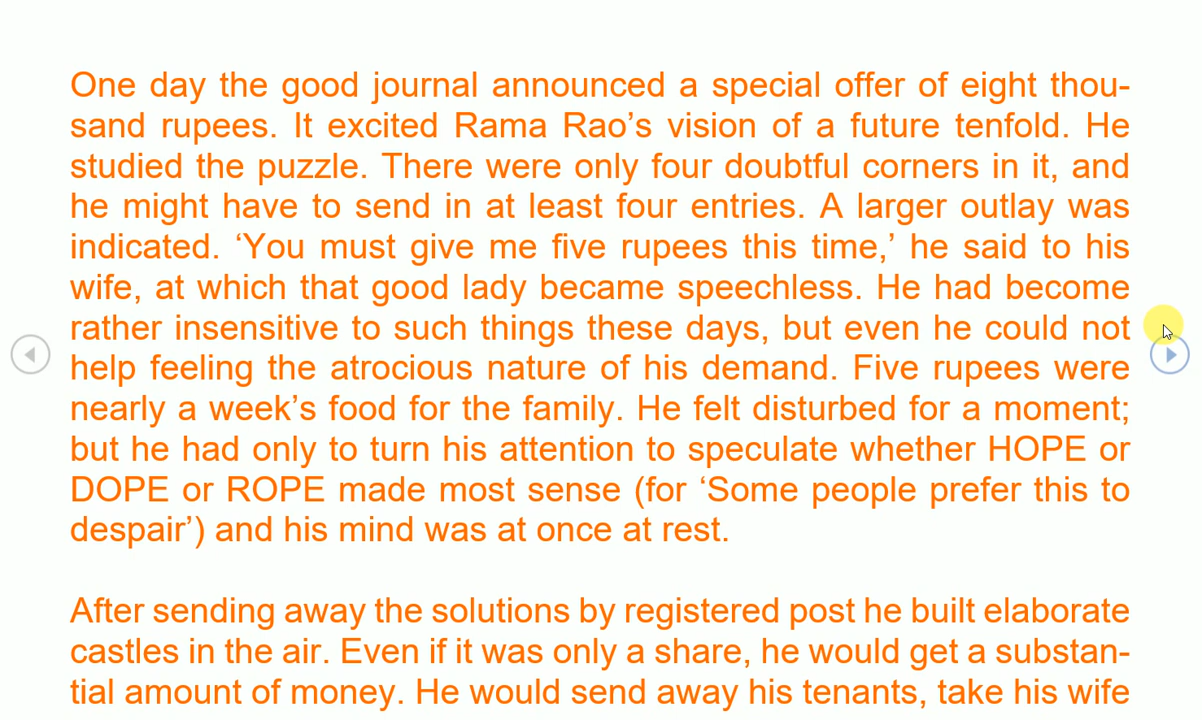 One day the good journal announced a special offer of eight thou-
sand rupees. It excited Rama Rao’s vision of a future tenfold. He
studied the puzzle. There were only four doubtful corners in it, and
he might have to send in at least four entries. A larger outlay was
indicated. ‘You must give me five rupees this time,’ he said to his
wife, at which that good lady became speechless. He had become
rather insensitive to such things these days, but even he could not
help feeling the atrocious nature of his demand. Five rupees were
nearly a week’s food for the family. He felt disturbed for a moment;
but he had only to turn his attention to speculate whether HOPE or
DOPE or ROPE made most sense (for ‘Some people prefer this to
despair’) and his mind was at once at rest.
After sending away the solutions by registered post he built elaborate
castles in the air. Even if it was only a share, he would get a substan-
tial amount of money. He would send away his tenants, take his wife